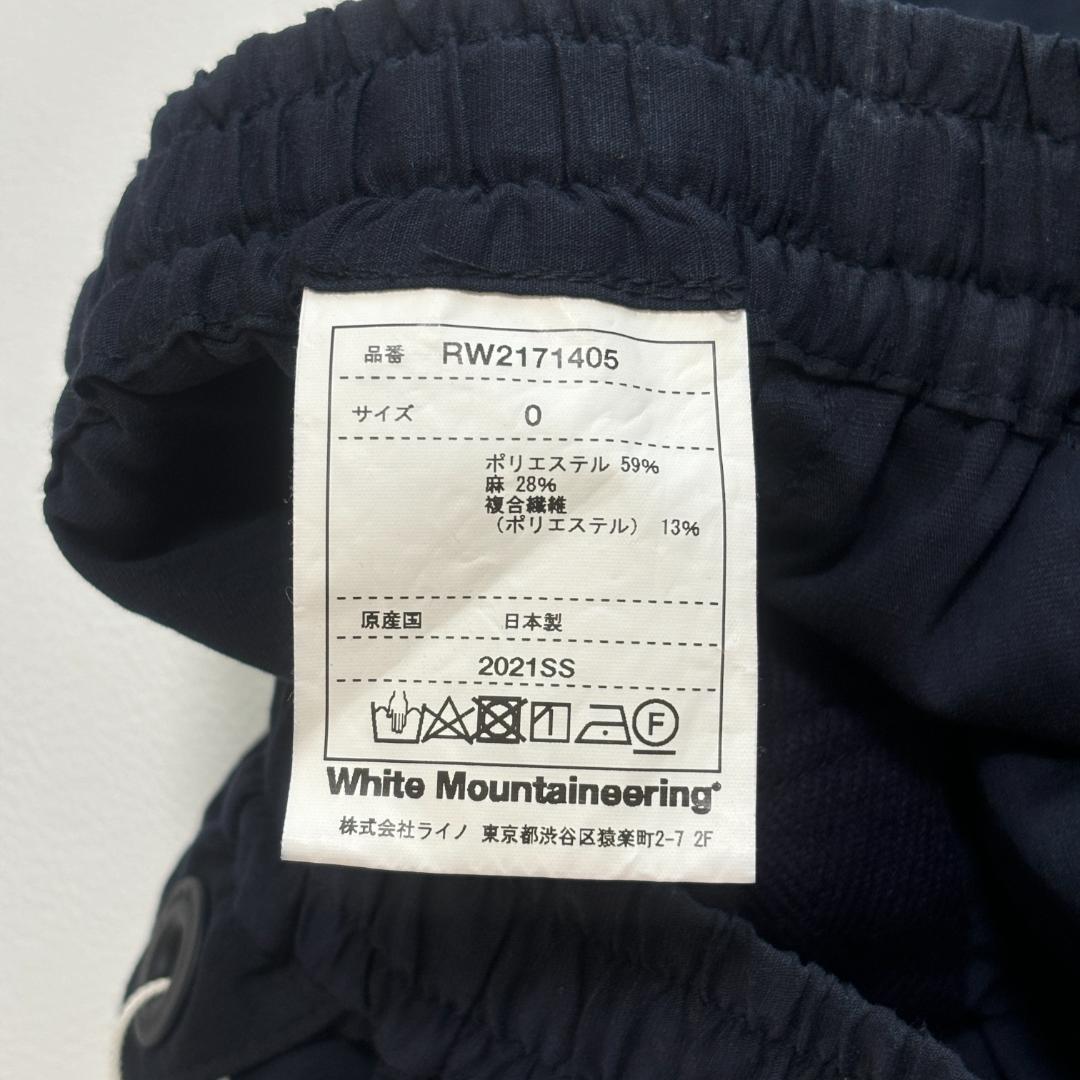 品番 RW2171405
サイズ 0
ポリエステル 59%
麻 28%
複合繊維
(ポリエステル) 13%
原産国 日本製
2021SS
F
White Mountaineering®
株式会社ライノ 東京都渋谷区猿楽町2-7 2F